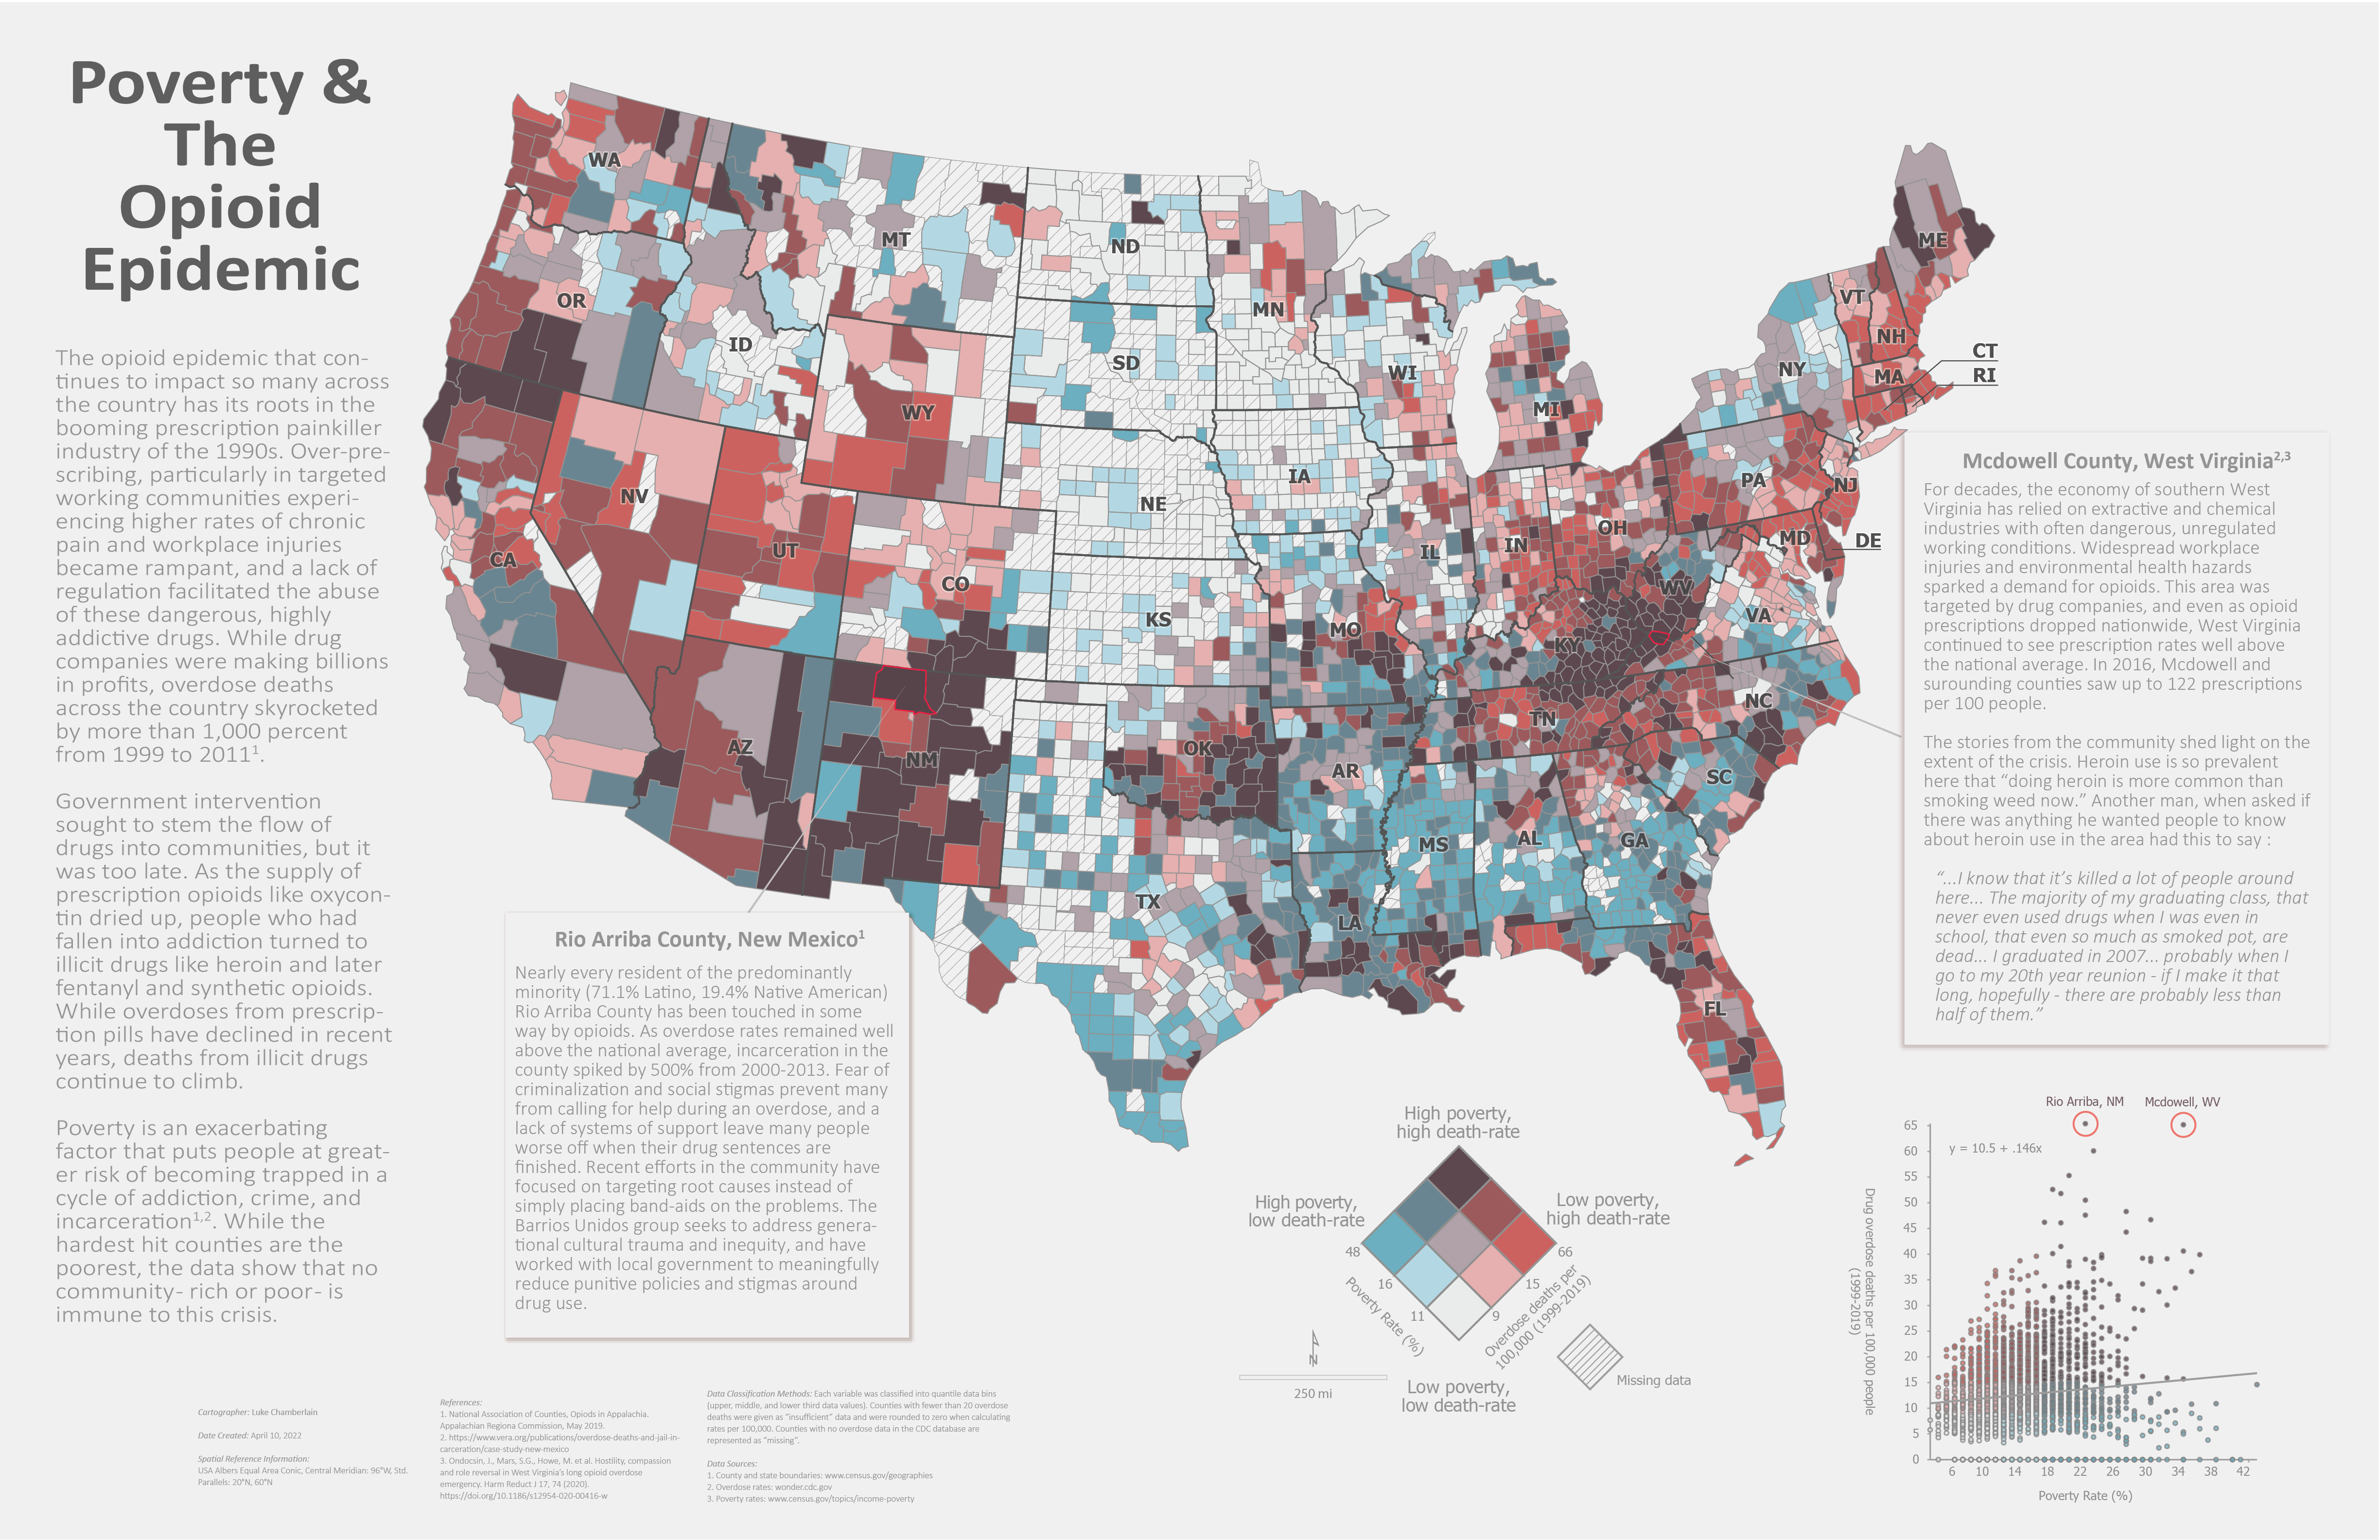 Poverty &
The
Opioid
Epidemic
The opioid epidemic that con-
tinues to impact so many across
the country has its roots in the
booming prescription painkiller
industry of the 1990s. Over-pre-
scribing, particularly in targeted
working communities experi-
encing higher rates of chronic
pain and workplace injuries
became rampant, and a lack of
regulation facilitated the abuse
of these dangerous, highly
addictive drugs. While drug
companies were making billions
in profits, overdose deaths
across the country skyrocketed
by more than 1,000 percent
from 1999 to 2011¹.
Government intervention
sought to stem the flow of
drugs into communities, but it
was too late. As the supply of
prescription opioids like oxycon-
tin dried up, people who had
fallen into addiction turned to
illicit drugs like heroin and later
fentanyl and synthetic opioids.
While overdoses from prescrip-
tion pills have declined in recent
years, deaths from illicit drugs
continue to climb.
Poverty is an exacerbating
factor that puts people at great-
er risk of becoming trapped in a
cycle of addiction, crime, and
incarceration¹,². While the
hardest hit counties are the
poorest, the data show that no
community- rich or poor- is
immune to this crisis.
WA
MT
ND
MN
ME
OR
ID
SD
WI
MI
VT
NH
NY
MA
CT
RI
WY
NV
UT
CO
NE
IA
IL
IN
OH
PA
NJ
MD
DE
CA
KS
MO
KY
WV
VA
AZ
NM
OK
AR
TN
NC
SC
TX
LA
MS
AL
GA
FL
Mcdowell County, West Virginia²,³
For decades, the economy of southern West
Virginia has relied on extractive and chemical
industries with often dangerous, unregulated
working conditions. Widespread workplace
injuries and environmental health hazards
sparked a demand for opioids. This area was
targeted by drug companies, and even as opioid
prescriptions dropped nationwide, West Virginia
continued to see prescription rates well above
the national average. In 2016, Mcdowell and
surounding counties saw up to 122 prescriptions
per 100 people.
The stories from the community shed light on the
extent of the crisis. Heroin use is so prevalent
here that “doing heroin is more common than
smoking weed now.” Another man, when asked if
there was anything he wanted people to know
about heroin use in the area had this to say :
“...I know that it’s killed a lot of people around
here... The majority of my graduating class, that
never even used drugs when I was even in
school, that even so much as smoked pot, are
dead... I graduated in 2007... probably when I
go to my 20th year reunion - if I make it that
long, hopefully - there are probably less than
half of them.”
Rio Arriba County, New Mexico¹
Nearly every resident of the predominantly
minority (71.1% Latino, 19.4% Native American)
Rio Arriba County has been touched in some
way by opioids. As overdose rates remained well
above the national average, incarceration in the
county spiked by 500% from 2000-2013. Fear of
criminalization and social stigmas prevent many
from calling for help during an overdose, and a
lack of systems of support leave many people
worse off when their drug sentences are
finished. Recent efforts in the community have
focused on targeting root causes instead of
simply placing band-aids on the problems. The
Barrios Unidos group seeks to address genera-
tional cultural trauma and inequity, and have
worked with local government to meaningfully
reduce punitive policies and stigmas around
drug use.
High poverty,
high death-rate
High poverty,
low death-rate
Low poverty,
high death-rate
48
66
16
15
11
9
Poverty Rate (%)
Overdose deaths per
100,000 (1999-2019)
Low poverty,
low death-rate
Missing data
N
250 mi
Rio Arriba, NM
Mcdowell, WV
y = 10.5 + .146x
65
60
55
50
45
40
35
30
25
20
15
10
5
0
Drug overdose deaths per 100,000 people
(1999-2019)
6 10 14 18 22 26 30 34 38 42
Poverty Rate (%)
Cartographer: Luke Chamberlain
Date Created: April 10, 2022
Spatial Reference Information:
USA Albers Equal Area Conic, Central Meridian: 96°W, Std.
Parallels: 20°N, 60°N
References:
1. National Association of Counties, Opiods in Appalachia.
Appalachian Regiona Commission, May 2019.
2. https://www.vera.org/publications/overdose-deaths-and-jail-in-
carceration/case-study-new-mexico
3. Ondocsin, J., Mars, S.G., Howe, M. et al. Hostility, compassion
and role reversal in West Virginia’s long opioid overdose
emergency. Harm Reduct J 17, 74 (2020).
https://doi.org/10.1186/s12954-020-00416-w
Data Classification Methods: Each variable was classified into quantile data bins
(upper, middle, and lower third data values). Counties with fewer than 20 overdose
deaths were given as “insufficient” data and were rounded to zero when calculating
rates per 100,000. Counties with no overdose data in the CDC database are
represented as “missing”.
Data Sources:
1. County and state boundaries: www.census.gov/geographies
2. Overdose rates: wonder.cdc.gov
3. Poverty rates: www.census.gov/topics/income-poverty